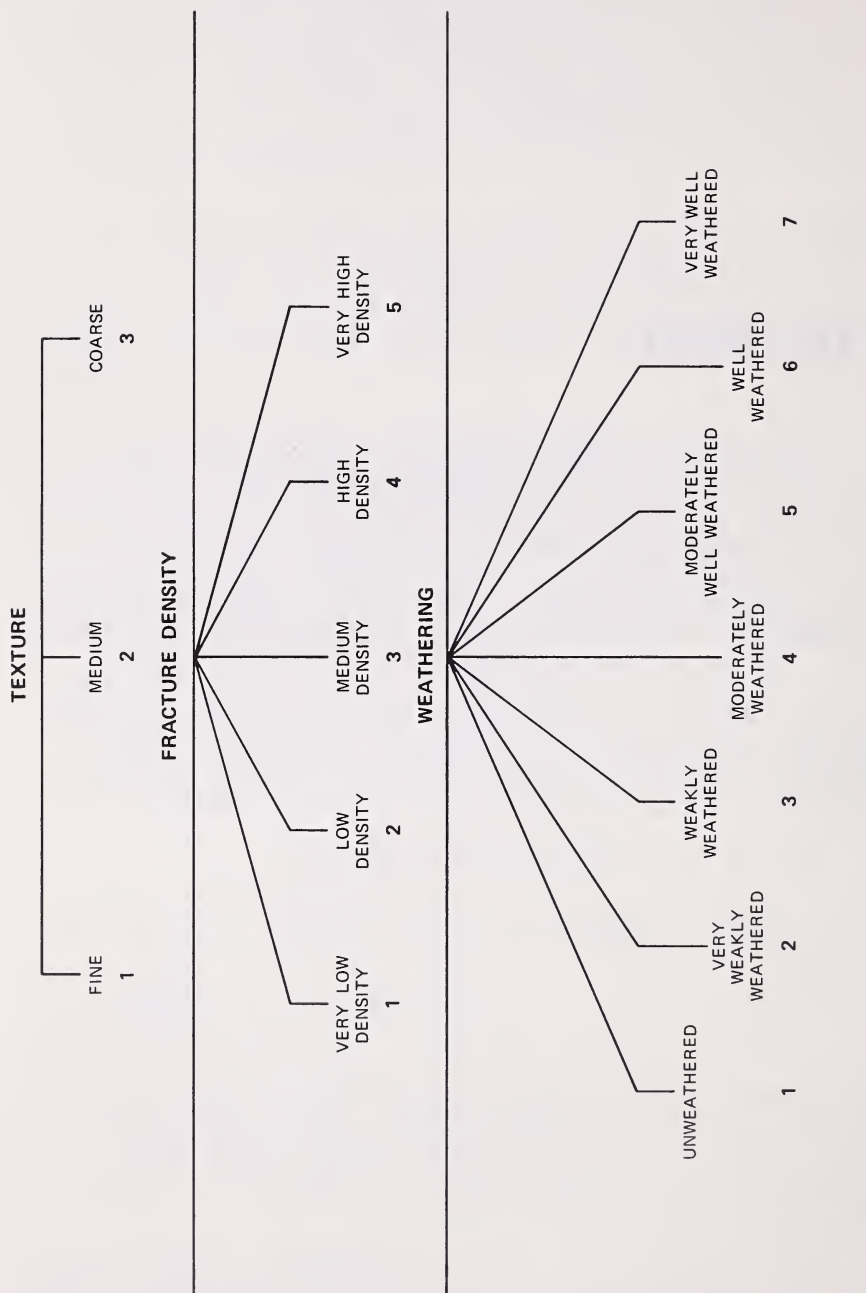 TEXTURE
FINE
MEDIUM
COARSE
1
2
3
FRACTURE DENSITY
VERY LOW
DENSITY
LOW
DENSITY
MEDIUM
DENSITY
HIGH
DENSITY
VERY HIGH
DENSITY
1
2
3
4
5
WEATHERING
UNWEATHERED
VERY
WEAKLY
WEATHERED
WEAKLY
WEATHERED
MODERATELY
WEATHERED
MODERATELY
WELL WEATHERED
WELL
WEATHERED
VERY WELL
WEATHERED
1
2
3
4
5
6
7